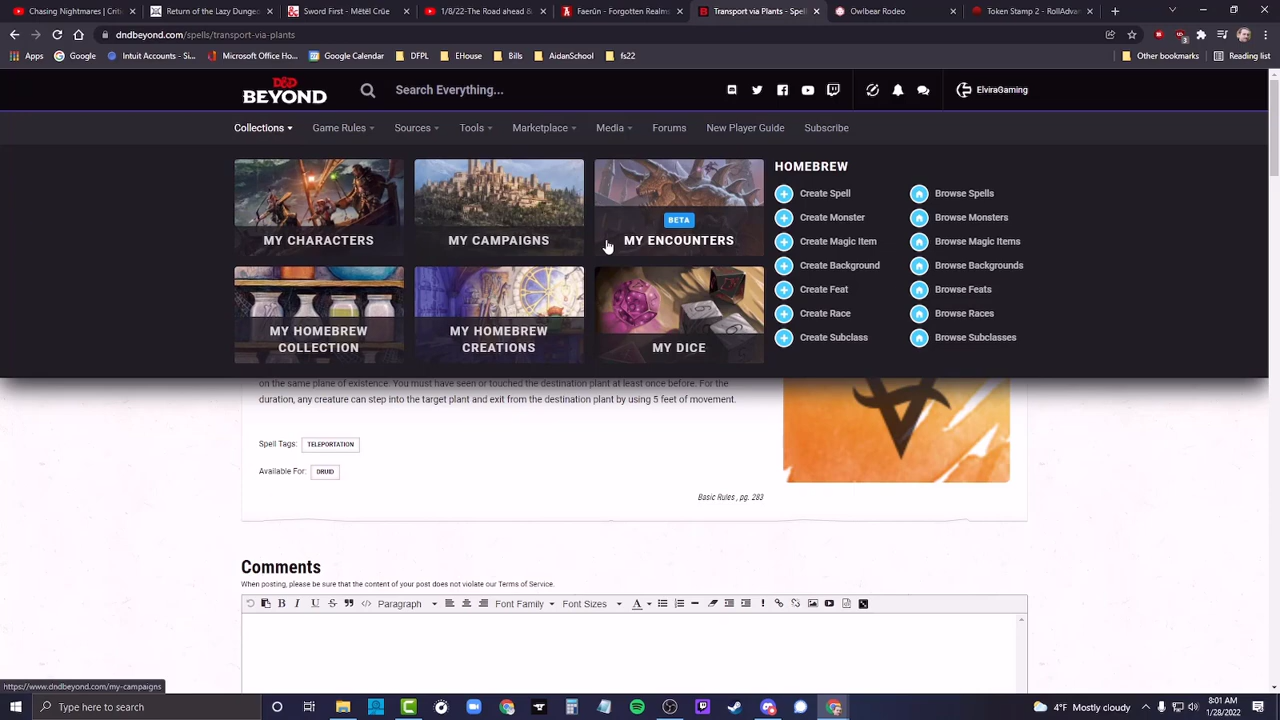 Chasing Nightmares | Critic
Return of the Lazy Dungeo
Sword First - Métël Crüe
1/8/22-The Road ahead &
Faerûn - Forgotten Realms
Transport via Plants - Spell
Owlbear Rodeo
Token Stamp 2 - RollAdvan
dndbeyond.com/spells/transport-via-plants
Apps Google Intuit Accounts - Si... Microsoft Office Ho... Google Calendar DFPL EHouse Bills AidanSchool fs22 Other bookmarks Reading list
D&D
BEYOND
Search Everything...
ElviraGaming
Collections Game Rules Sources Tools Marketplace Media Forums New Player Guide Subscribe
MY CHARACTERS
MY CAMPAIGNS
BETA
MY ENCOUNTERS
MY HOMEBREW
COLLECTION
MY HOMEBREW
CREATIONS
MY DICE
HOMEBREW
Create Spell Browse Spells
Create Monster Browse Monsters
Create Magic Item Browse Magic Items
Create Background Browse Backgrounds
Create Feat Browse Feats
Create Race Browse Races
Create Subclass Browse Subclasses
on the same plane of existence. You must have seen or touched the destination plant at least once before. For the
duration, any creature can step into the target plant and exit from the destination plant by using 5 feet of movement.
Spell Tags: TELEPORTATION
Available For: DRUID
Basic Rules , pg. 283
Comments
When posting, please be sure that the content of your post does not violate our Terms of Service.
B I U S Paragraph Font Family Font Sizes A
https://www.dndbeyond.com/my-campaigns
Type here to search
4°F Mostly cloudy
8:01 AM
1/28/2022